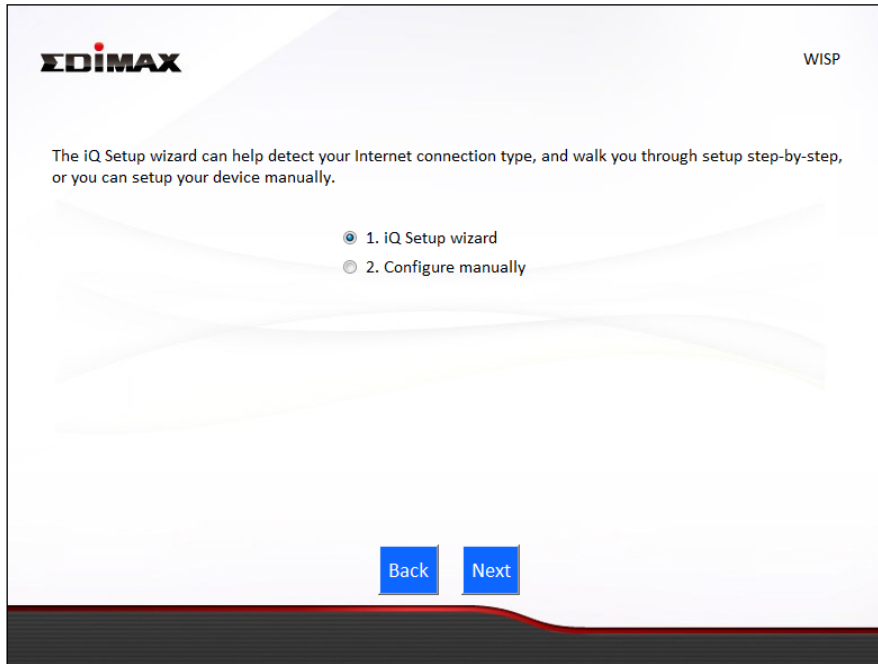 EDIMAX
WISP
The iQ Setup wizard can help detect your Internet connection type, and walk you through setup step-by-step,
or you can setup your device manually.
1. iQ Setup wizard
2. Configure manually
Back Next